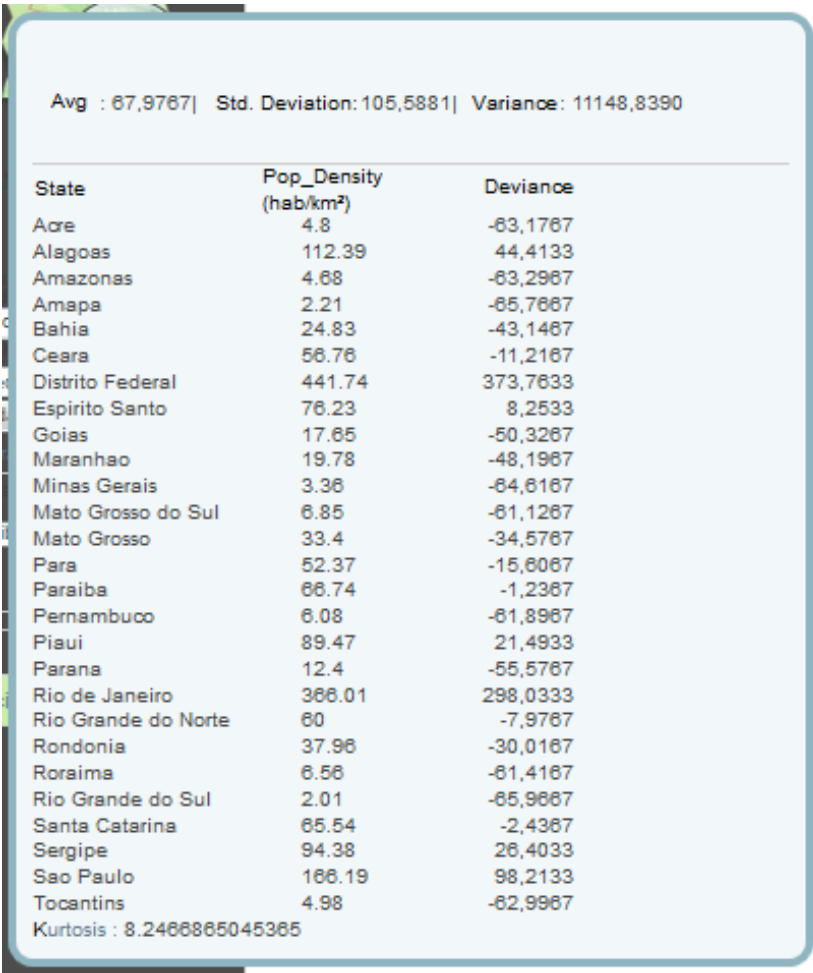 Avg : 67,9767| Std. Deviation: 105,5881| Variance: 11148,8390
State Pop_Density (hab/km²) Deviance
Acre 4.8 -63,1767
Alagoas 112.39 44,4133
Amazonas 4.68 -63,2967
Amapa 2.21 -65,7667
Bahia 24.83 -43,1467
Ceara 56.76 -11,2167
Distrito Federal 441.74 373,7633
Espirito Santo 76.23 8,2533
Goias 17.65 -50,3267
Maranhao 19.78 -48,1967
Minas Gerais 3.36 -64,6167
Mato Grosso do Sul 6.85 -61,1267
Mato Grosso 33.4 -34,5767
Para 52.37 -15,6067
Paraiba 66.74 -1,2367
Pernambuco 6.08 -61,8967
Piaui 89.47 21,4933
Parana 12.4 -55,5767
Rio de Janeiro 366.01 298,0333
Rio Grande do Norte 60 -7,9767
Rondonia 37.96 -30,0167
Roraima 6.56 -61,4167
Rio Grande do Sul 2.01 -65,9667
Santa Catarina 65.54 -2,4367
Sergipe 94.38 26,4033
Sao Paulo 166.19 98,2133
Tocantins 4.98 -62,9967
Kurtosis : 8.2466865045365